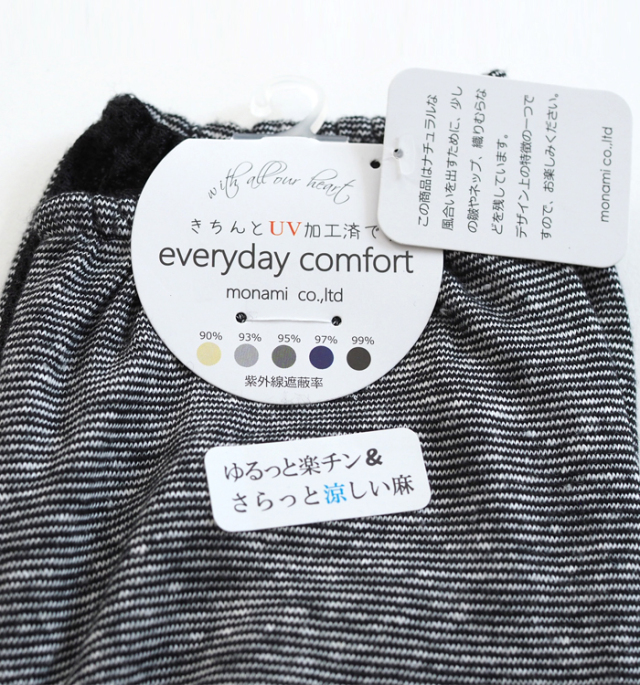 with all our heart
きちんとUV加工済で
everyday comfort
monami co.,ltd
90% 93% 95% 97% 99%
紫外線遮蔽率
この商品はナチュラルな
風合いを出すために、少し
の皺やネップ、織りむらな
どを残しています。
デザイン上の特徴の一つで
すので、お楽しみください。
monami co.,ltd
ゆるっと楽チン&
さらっと涼しい麻